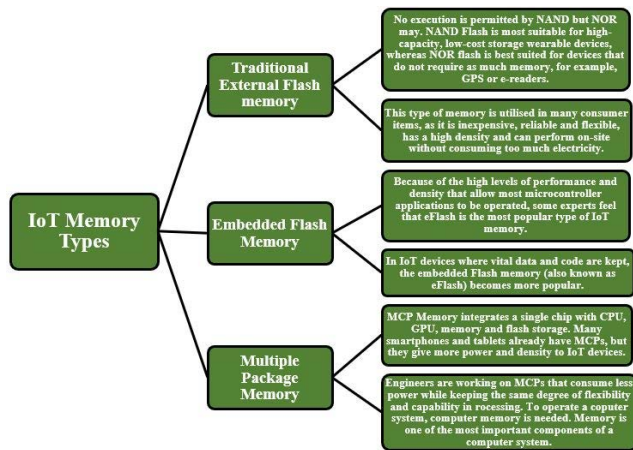 IoT Memory
Types
Traditional
External Flash
memory
No execution is permitted by NAND but NOR
may. NAND Flash is most suitable for high-
capacity, low-cost storage wearable devices,
whereas NOR flash is best suited for devices that
do not require as much memory, for example,
GPS or e-readers.
This type of memory is utilised in many consumer
items, as it is inexpensive, reliable and flexible,
has a high density and can perform on-site
without consuming too much electricity.
Embedded Flash
Memory
Because of the high levels of performance and
density that allow most microcontroller
applications to be operated, some experts feel
that eFlash is the most popular type of IoT
memory.
In IoT devices where vital data and code are kept,
the embedded Flash memory (also known as
eFlash) becomes more popular.
Multiple
Package
Memory
MCP Memory integrates a single chip with CPU,
GPU, memory and flash storage. Many
smartphones and tablets already have MCPs, but
they give more power and density to IoT devices.
Engineers are working on MCPs that consume less
power while keeping the same degree of flexibility
and capability in rocessing. To operate a coputer
system, computer memory is needed. Memory is
one of the most important components of a
computer system.